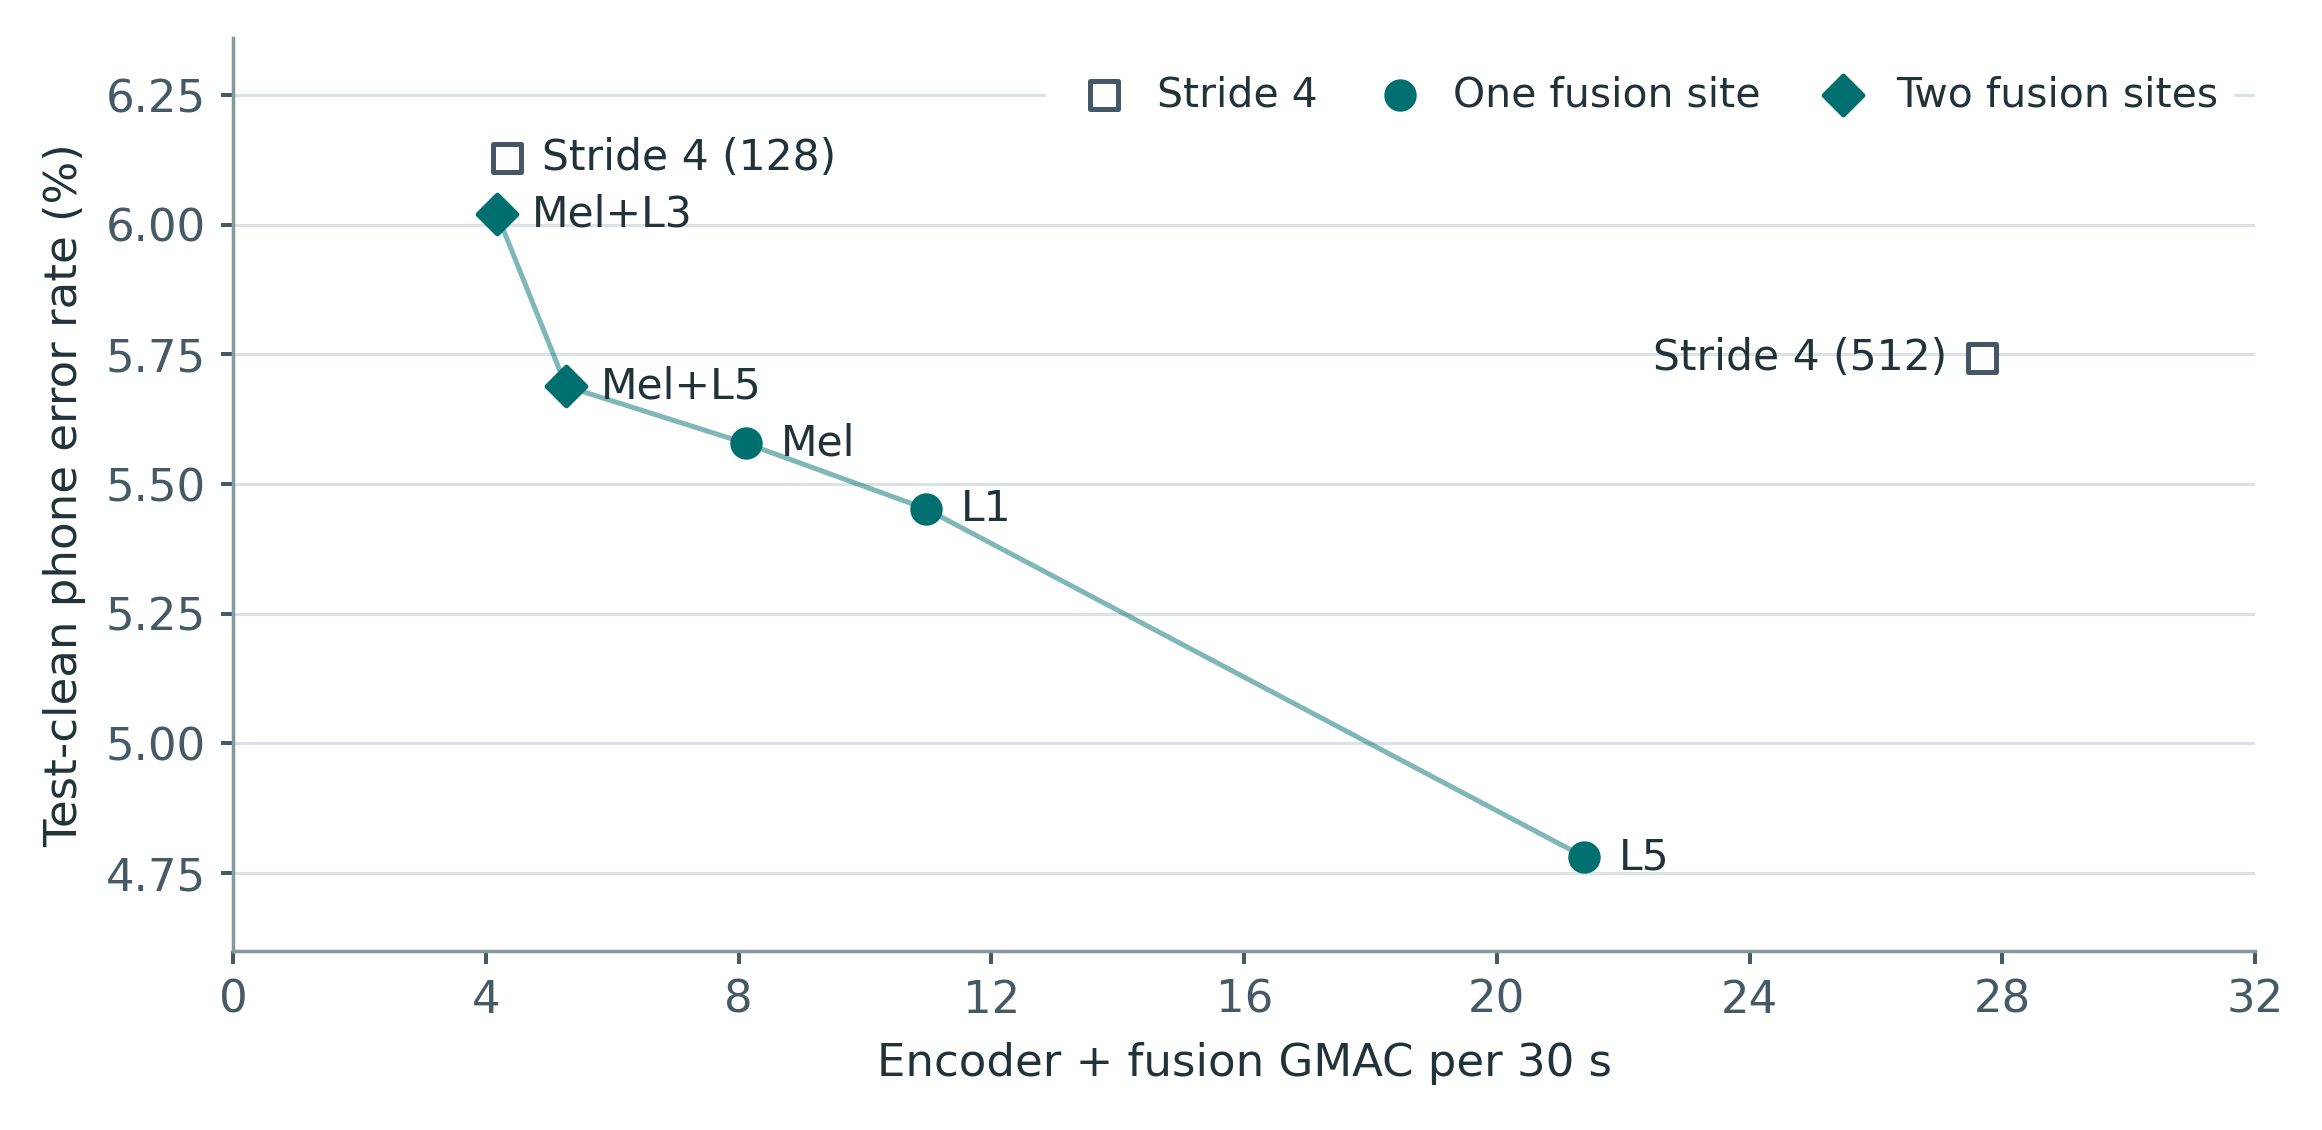 Stride 4
One fusion site
Two fusion sites
6.25
Stride 4 (128)
Mel+L3
6.00
Stride 4 (512)
5.75
Mel+L5
Mel
5.50
L1
5.25
5.00
L5
4.75
Test-clean phone error rate (%)
0 4 8 12 16 20 24 28 32
Encoder + fusion GMAC per 30 s